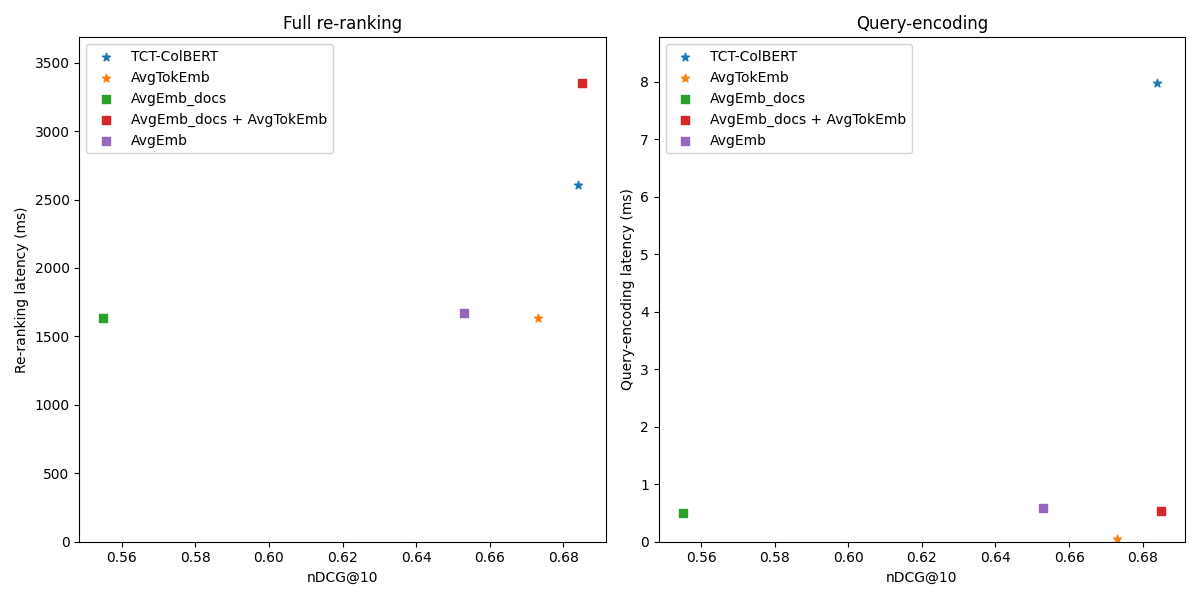 Full re-ranking
TCT-ColBERT
AvgTokEmb
AvgEmb_docs
AvgEmb_docs + AvgTokEmb
AvgEmb
3500
3000
2500
2000
1500
1000
500
0
Re-ranking latency (ms)
0.56 0.58 0.60 0.62 0.64 0.66 0.68
nDCG@10
Query-encoding
TCT-ColBERT
AvgTokEmb
AvgEmb_docs
AvgEmb_docs + AvgTokEmb
AvgEmb
8
7
6
5
4
3
2
1
0
Query-encoding latency (ms)
0.56 0.58 0.60 0.62 0.64 0.66 0.68
nDCG@10